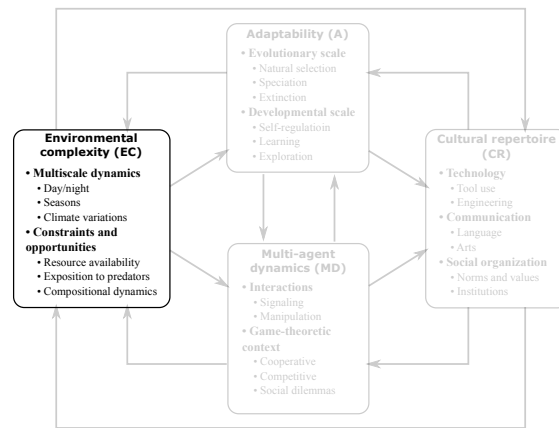 Adaptability (A)
• Evolutionary scale
• Natural selection
• Speciation
• Extinction
• Developmental scale
• Self-regulatioin
• Learning
• Exploration
Environmental
complexity (EC)
• Multiscale dynamics
• Day/night
• Seasons
• Climate variations
• Constraints and
opportunities
• Resource availability
• Exposition to predators
• Compositional dynamics
Cultural repertoire
(CR)
• Technology
• Tool use
• Engineering
• Communication
• Language
• Arts
• Social organization
• Norms and values
• Institutions
Multi-agent
dynamics (MD)
• Interactions
• Signaling
• Manipulation
• Game-theoretic
context
• Cooperative
• Competitive
• Social dilemmas